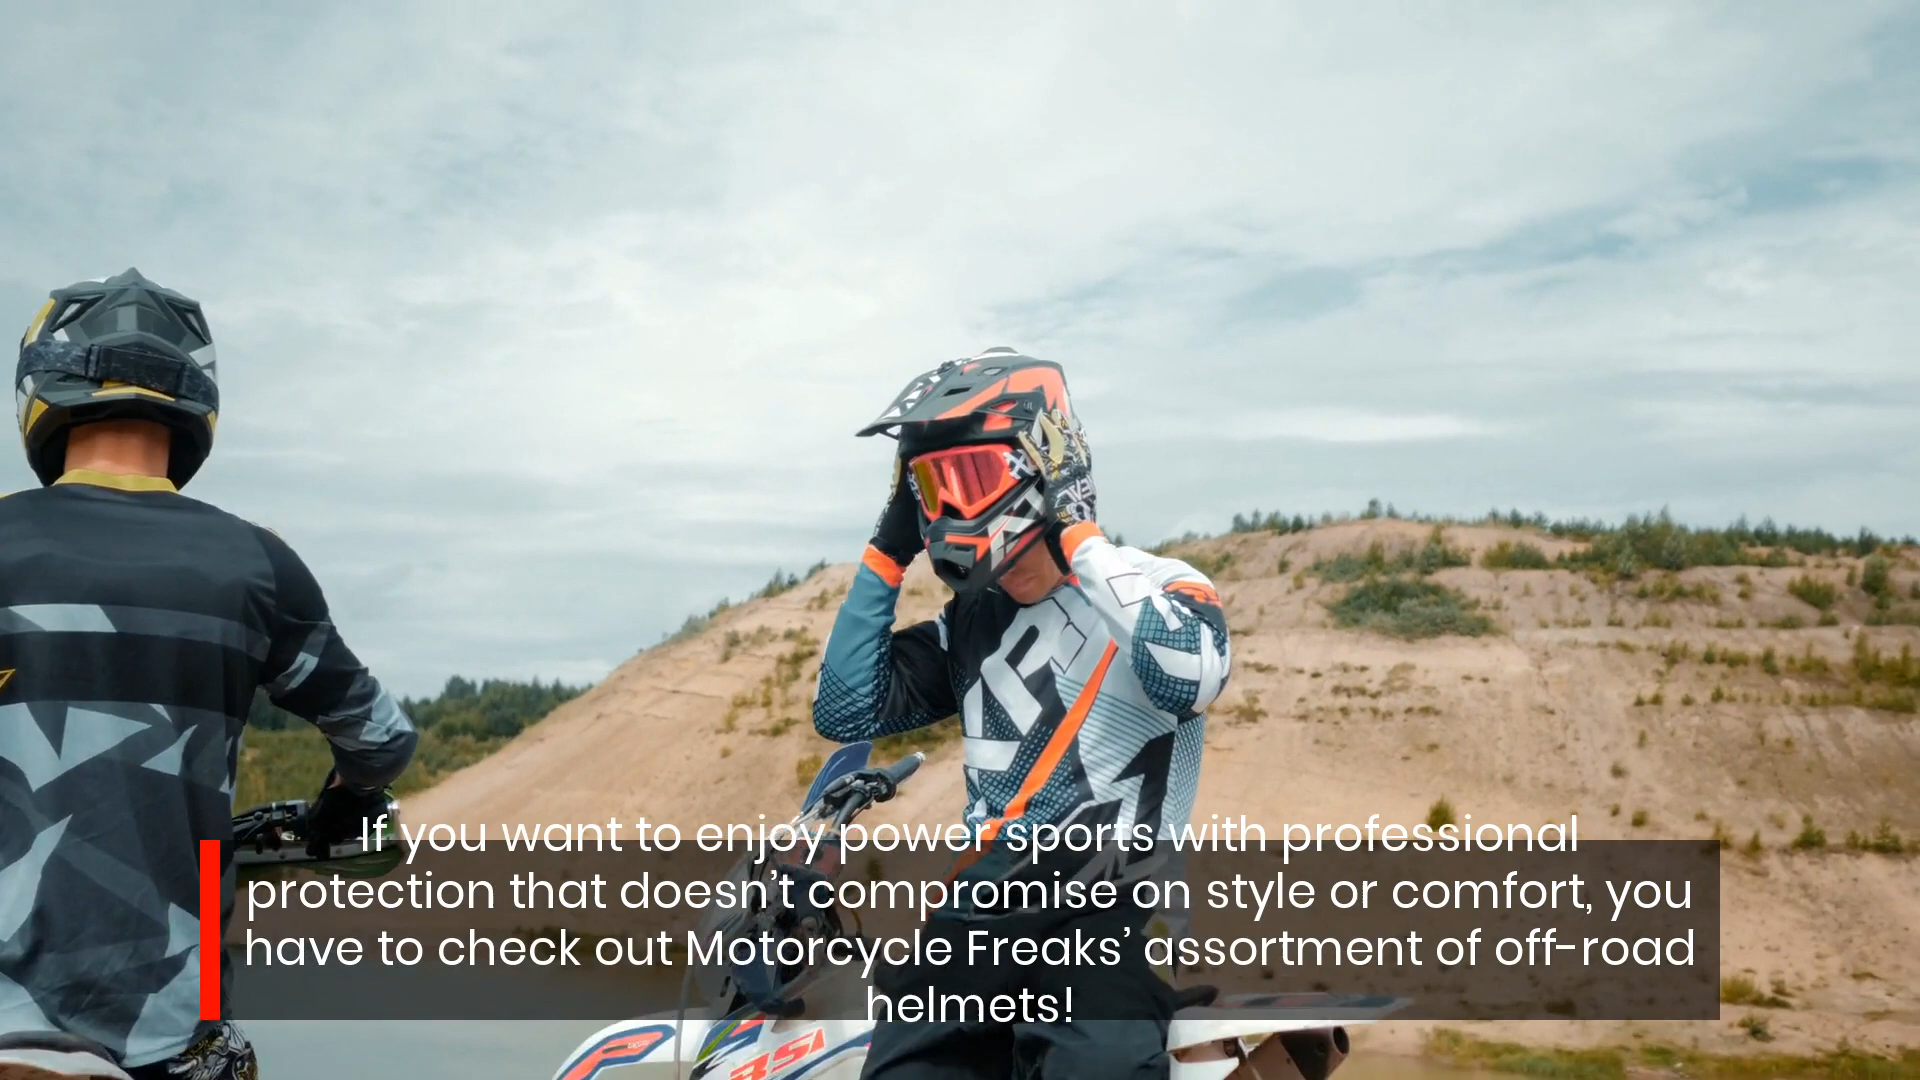 If you want to enjoy power sports with professional
protection that doesn’t compromise on style or comfort, you
have to check out Motorcycle Freaks’ assortment of off-road
helmets!